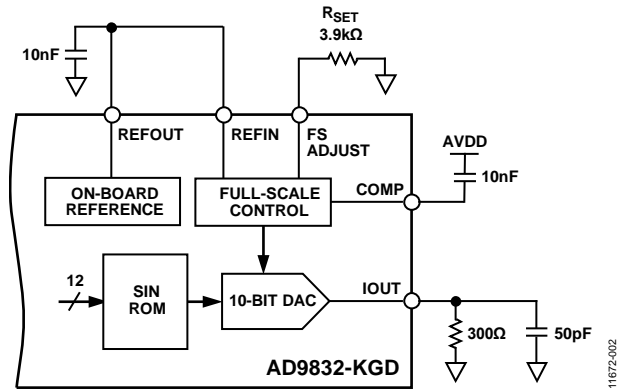 RSET
3.9kΩ
10nF
REFOUT
REFIN
FS
ADJUST
AVDD
10nF
COMP
ON-BOARD
REFERENCE
FULL-SCALE
CONTROL
12
SIN
ROM
10-BIT DAC
IOUT
300Ω
50pF
AD9832-KGD
11672-002